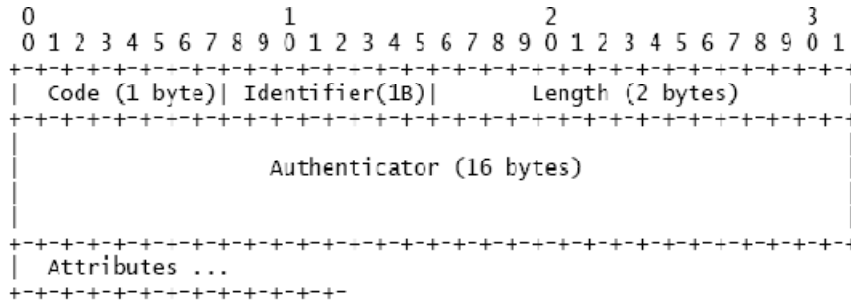 0                   1                   2                   3
0 1 2 3 4 5 6 7 8 9 0 1 2 3 4 5 6 7 8 9 0 1 2 3 4 5 6 7 8 9 0 1
+-+-+-+-+-+-+-+-+-+-+-+-+-+-+-+-+-+-+-+-+-+-+-+-+-+-+-+-+-+-+-+-+
|  Code (1 byte)| Identifier(1B)|       Length (2 bytes)        |
+-+-+-+-+-+-+-+-+-+-+-+-+-+-+-+-+-+-+-+-+-+-+-+-+-+-+-+-+-+-+-+-+
|                                                               |
|                   Authenticator (16 bytes)                    |
|                                                               |
|                                                               |
+-+-+-+-+-+-+-+-+-+-+-+-+-+-+-+-+-+-+-+-+-+-+-+-+-+-+-+-+-+-+-+-+
|  Attributes ...
+-+-+-+-+-+-+-+-+-+-+-+-+-